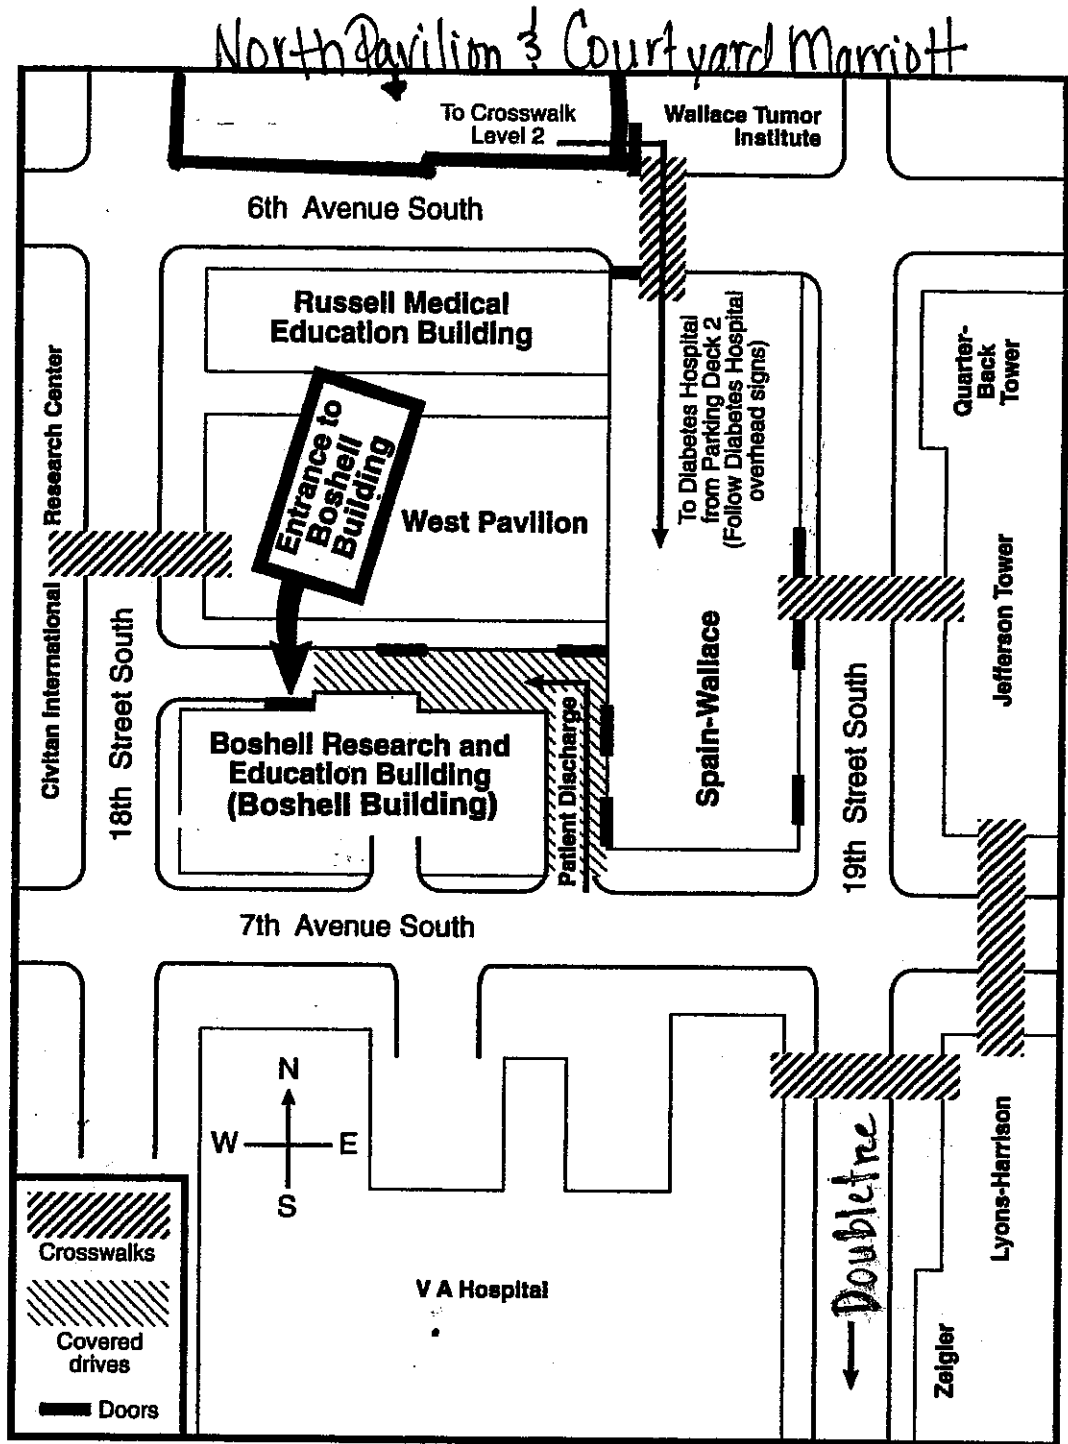 North Pavilion & Courtyard Marriott
To Crosswalk
Level 2
Wallace Tumor
Institute
6th Avenue South
Russell Medical
Education Building
To Diabetes Hospital
from Parking Deck 2
(Follow Diabetes Hospital
overhead signs)
Quarter-
Back
Tower
Civitan International Research Center
Entrance to
Boshell
Building
West Pavilion
18th Street South
Spain-Wallace
Jefferson Tower
19th Street South
Boshell Research and
Education Building
(Boshell Building)
Patient Discharge
7th Avenue South
N
W E
S
Doubletree
Lyons-Harrison
Crosswalks
V A Hospital
Covered
drives
Zeigler
Doors